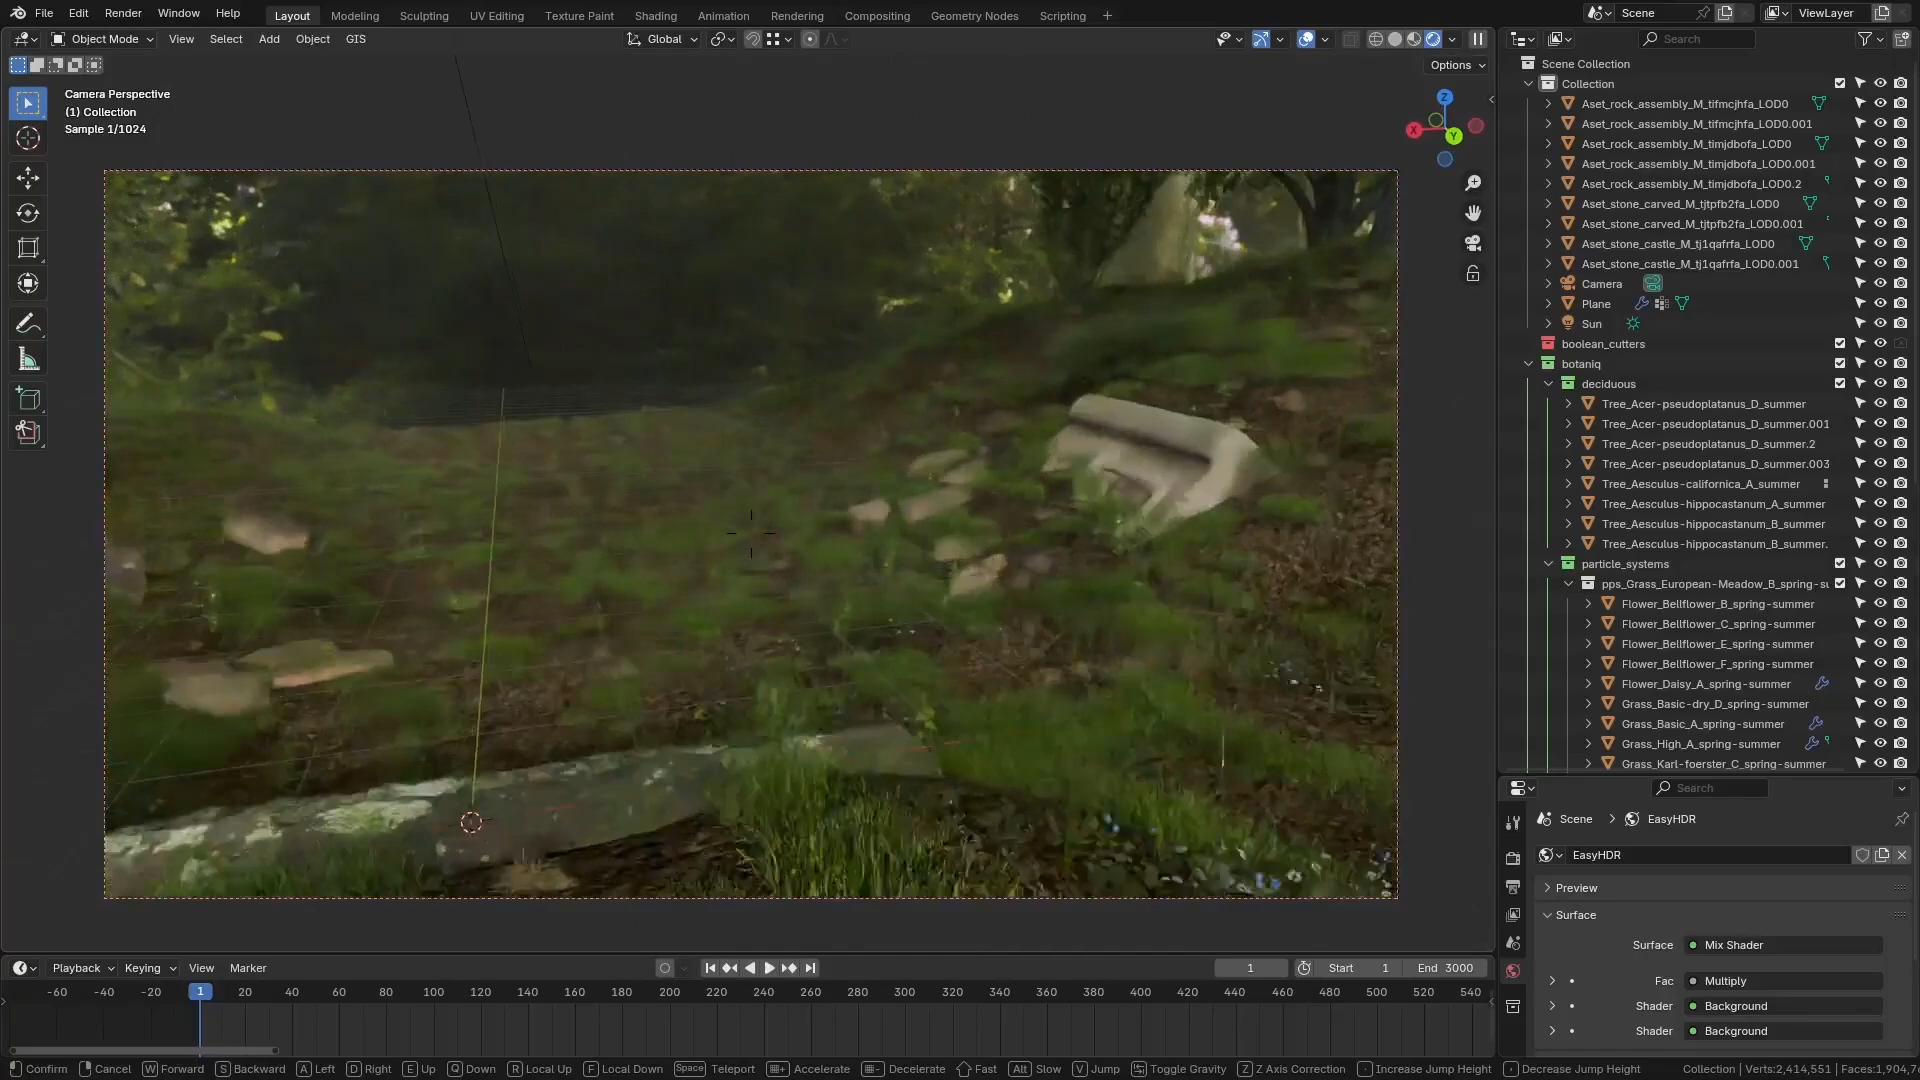 File Edit Render Window Help Layout Modeling Sculpting UV Editing Texture Paint Shading Animation Rendering Compositing Geometry Nodes Scripting + Scene ViewLayer
Object Mode View Select Add Object GIS Global Search
Options
Camera Perspective
(1) Collection
Sample 1/1024
Z
X
Y
Scene Collection
Collection
Aset_rock_assembly_M_tifmcjhfa_LOD0
Aset_rock_assembly_M_tifmcjhfa_LOD0.001
Aset_rock_assembly_M_timjdbofa_LOD0
Aset_rock_assembly_M_timjdbofa_LOD0.001
Aset_rock_assembly_M_timjdbofa_LOD0.2
Aset_stone_carved_M_tjtpfb2fa_LOD0
Aset_stone_carved_M_tjtpfb2fa_LOD0.001
Aset_stone_castle_M_tj1qafrfa_LOD0
Aset_stone_castle_M_tj1qafrfa_LOD0.001
Camera
Plane
Sun
boolean_cutters
botaniq
deciduous
Tree_Acer-pseudoplatanus_D_summer
Tree_Acer-pseudoplatanus_D_summer.001
Tree_Acer-pseudoplatanus_D_summer.2
Tree_Acer-pseudoplatanus_D_summer.003
Tree_Aesculus-californica_A_summer
Tree_Aesculus-hippocastanum_A_summer
Tree_Aesculus-hippocastanum_B_summer
Tree_Aesculus-hippocastanum_B_summer.
particle_systems
pps_Grass_European-Meadow_B_spring-su
Flower_Bellflower_B_spring-summer
Flower_Bellflower_C_spring-summer
Flower_Bellflower_E_spring-summer
Flower_Bellflower_F_spring-summer
Flower_Daisy_A_spring-summer
Grass_Basic-dry_D_spring-summer
Grass_Basic_A_spring-summer
Grass_High_A_spring-summer
Grass_Karl-foerster_C_spring-summer
Search
Scene > EasyHDR
EasyHDR
Preview
Surface
Surface Mix Shader
Fac Multiply
Shader Background
Shader Background
Playback Keying View Marker 1 Start 1 End 3000
-60 -40 -20 1 20 40 60 80 100 120 140 160 180 200 220 240 260 280 300 320 340 360 380 400 420 440 460 480 500 520 540
Confirm Cancel W Forward S Backward A Left D Right E Up Q Down R Local Up F Local Down Space Teleport Accelerate Decelerate Fast Alt Slow V Jump Toggle Gravity Z Z Axis Correction . Increase Jump Height , Decrease Jump Height Collection | Verts:2,414,551 | Faces:1,904,7